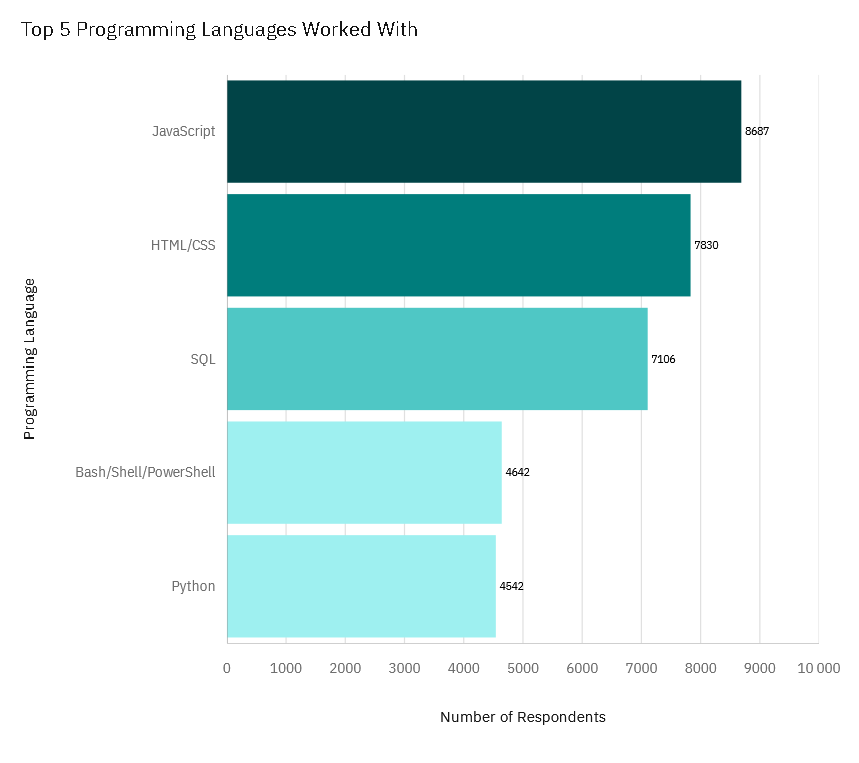 Top 5 Programming Languages Worked With
Programming Language
JavaScript 8687
HTML/CSS 7830
SQL 7106
Bash/Shell/PowerShell 4642
Python 4542
0 1000 2000 3000 4000 5000 6000 7000 8000 9000 10 000
Number of Respondents